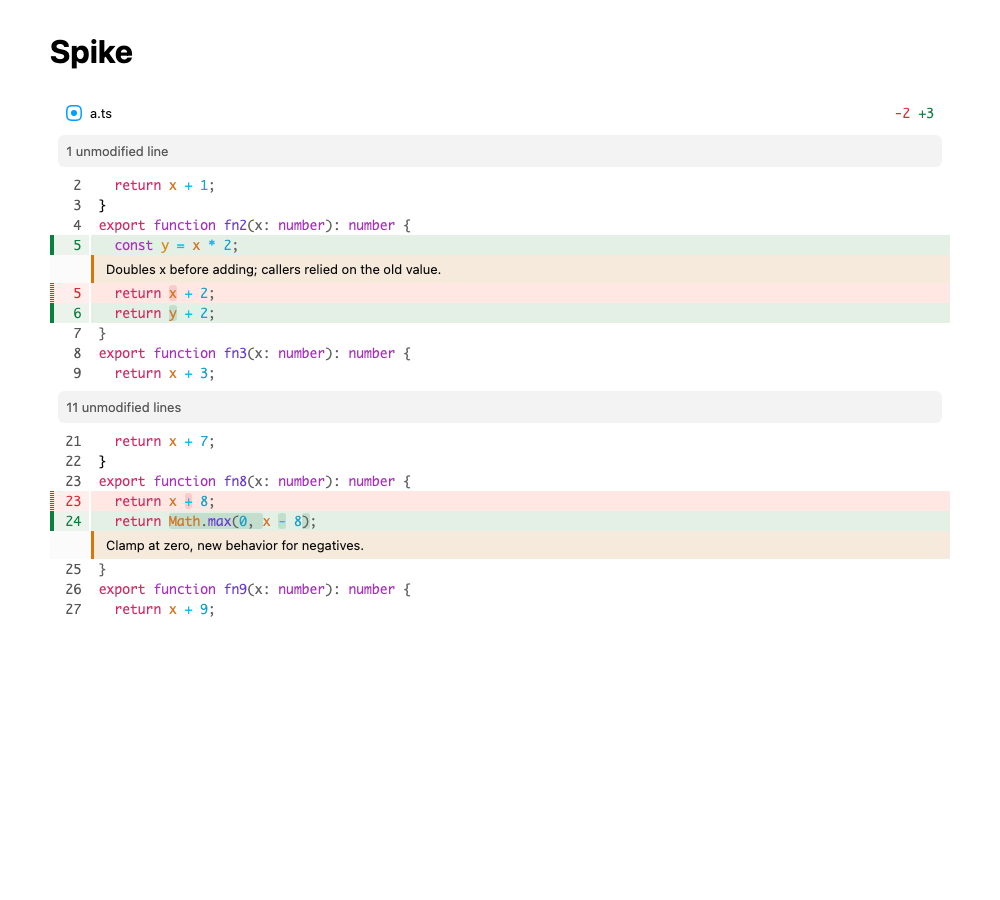 Spike
a.ts -2 +3
1 unmodified line
2 return x + 1;
3 }
4 export function fn2(x: number): number {
5 const y = x * 2;
Doubles x before adding; callers relied on the old value.
5 return x + 2;
6 return y + 2;
7 }
8 export function fn3(x: number): number {
9 return x + 3;
11 unmodified lines
21 return x + 7;
22 }
23 export function fn8(x: number): number {
23 return x + 8;
24 return Math.max(0, x - 8);
Clamp at zero, new behavior for negatives.
25 }
26 export function fn9(x: number): number {
27 return x + 9;